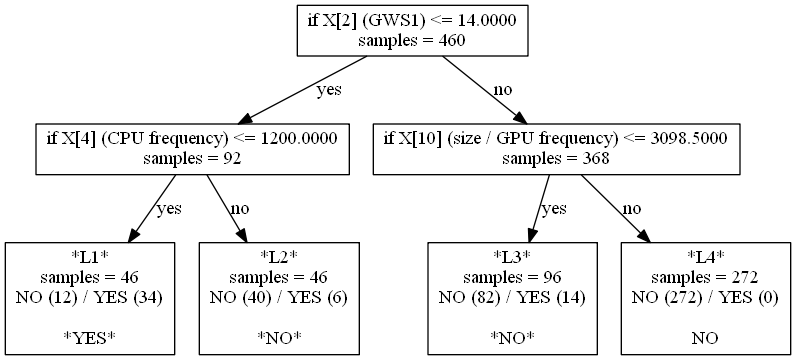 if X[2] (GWS1) <= 14.0000
samples = 460
yes
no
if X[4] (CPU frequency) <= 1200.0000
samples = 92
if X[10] (size / GPU frequency) <= 3098.5000
samples = 368
yes
no
yes
no
*L1*
samples = 46
NO (12) / YES (34)
*YES*
*L2*
samples = 46
NO (40) / YES (6)
*NO*
*L3*
samples = 96
NO (82) / YES (14)
*NO*
*L4*
samples = 272
NO (272) / YES (0)
NO